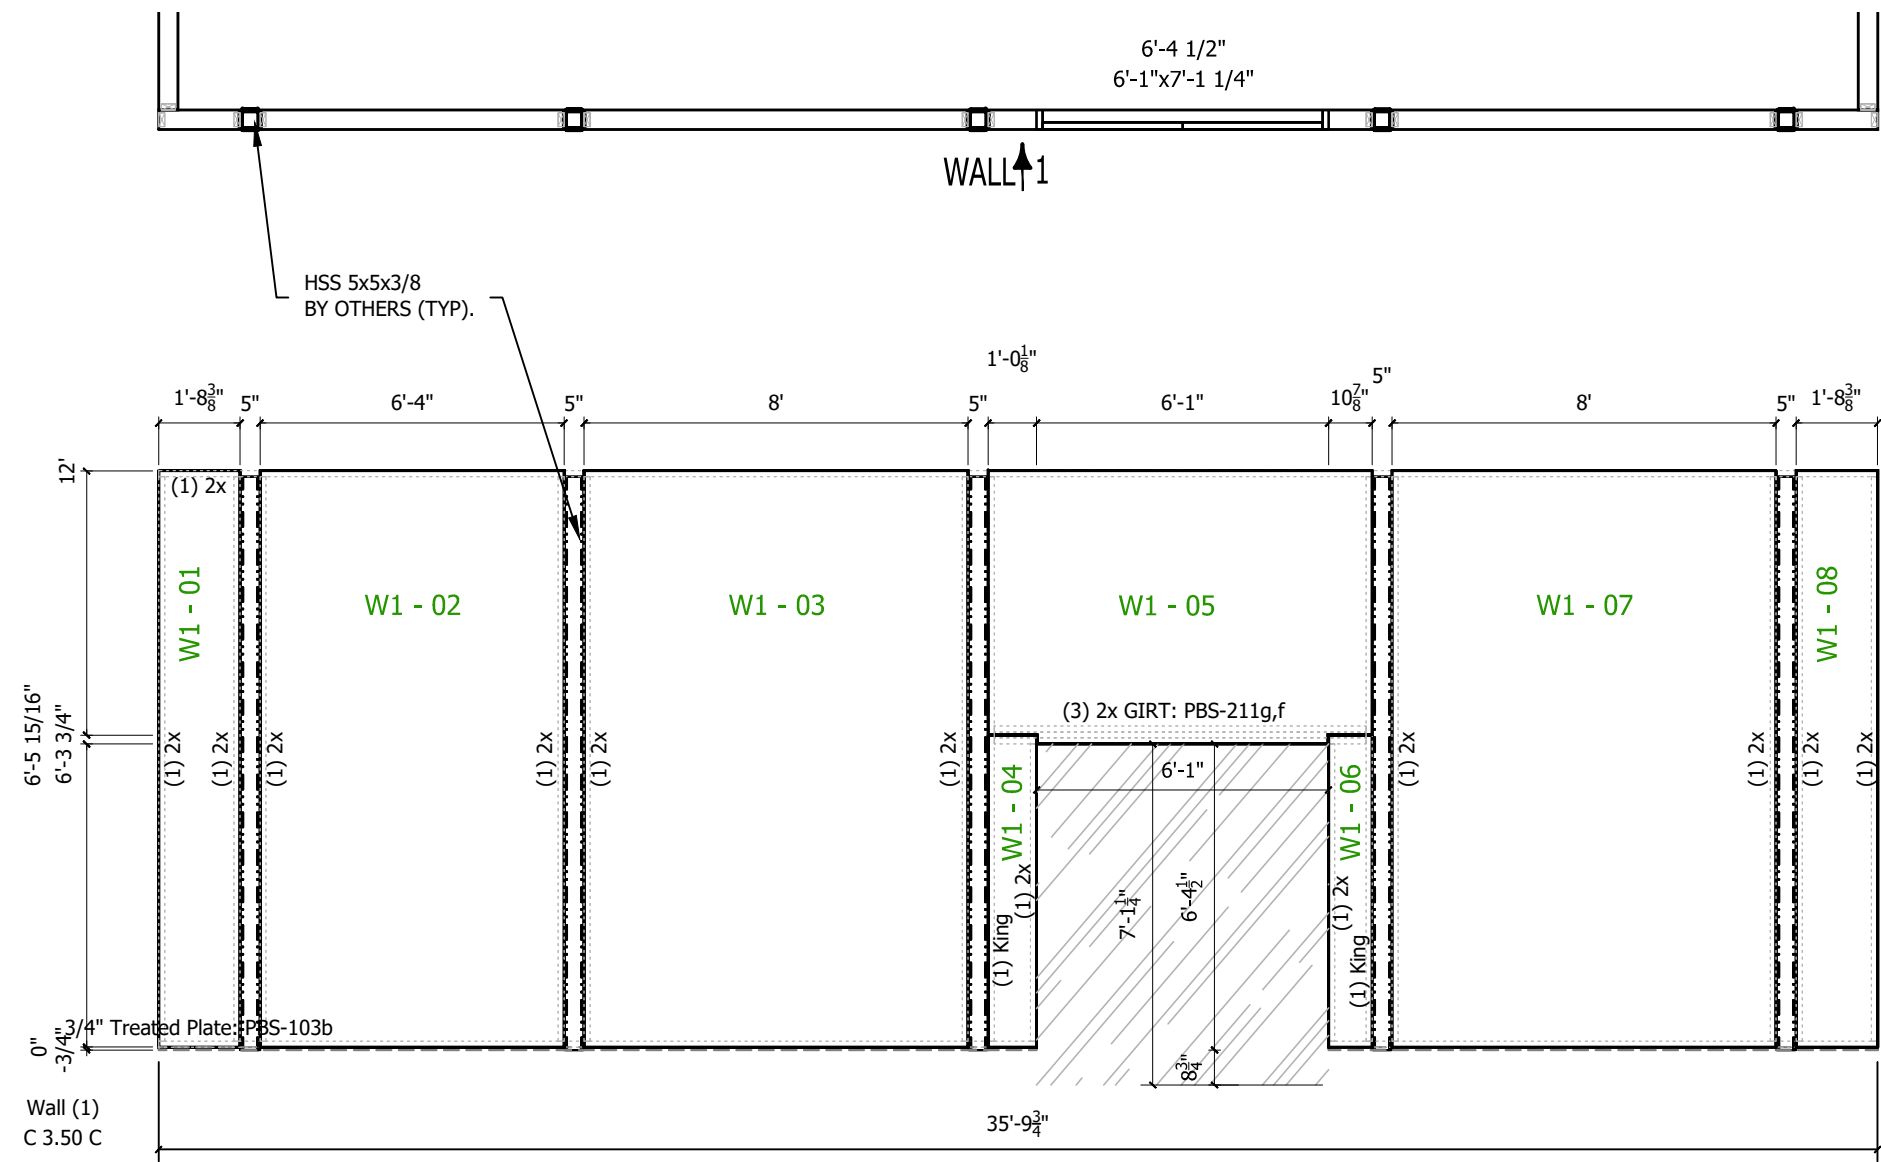 6'-4 1/2"
6'-1"x7'-1 1/4"
WALL 1
HSS 5x5x3/8
BY OTHERS (TYP).
1'-0 1/8"
5"
1'-8 3/8"
5"
6'-4"
5"
8'
5"
6'-1"
10 7/8"
8'
5"
1'-8 3/8"
12'
(1) 2x
W1 - 01
W1 - 02
W1 - 03
W1 - 05
W1 - 07
W1 - 08
(3) 2x GIRT: PBS-211g,f
6'-5 15/16"
6'-3 3/4"
(1) 2x
(1) 2x
(1) 2x
(1) 2x
(1) 2x
(1) 2x
(1) 2x
(1) 2x
(1) 2x
(1) 2x
6'-1"
W1 - 04
W1 - 06
(1) 2x
(1) King
7'-1 1/4"
6'-4 1/2"
(1) 2x
(1) King
0"
-3/4"
3/4" Treated Plate: PBS-103b
8 3/4"
Wall (1)
C 3.50 C
35'-9 3/4"